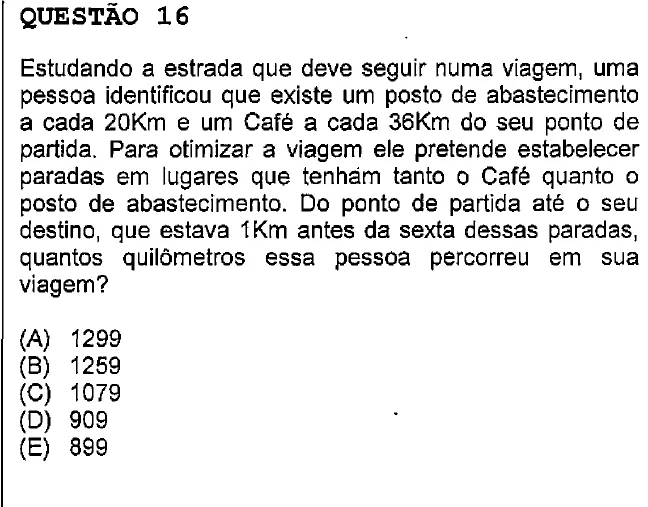 QUESTÃO 16
Estudando a estrada que deve seguir numa viagem, uma
pessoa identificou que existe um posto de abastecimento
a cada 20Km e um Café a cada 36Km do seu ponto de
partida. Para otimizar a viagem ele pretende estabelecer
paradas em lugares que tenham tanto o Café quanto o
posto de abastecimento. Do ponto de partida até o seu
destino, que estava 1Km antes da sexta dessas paradas,
quantos quilômetros essa pessoa percorreu em sua
viagem?
(A) 1299
(B) 1259
(C) 1079
(D) 909
(E) 899